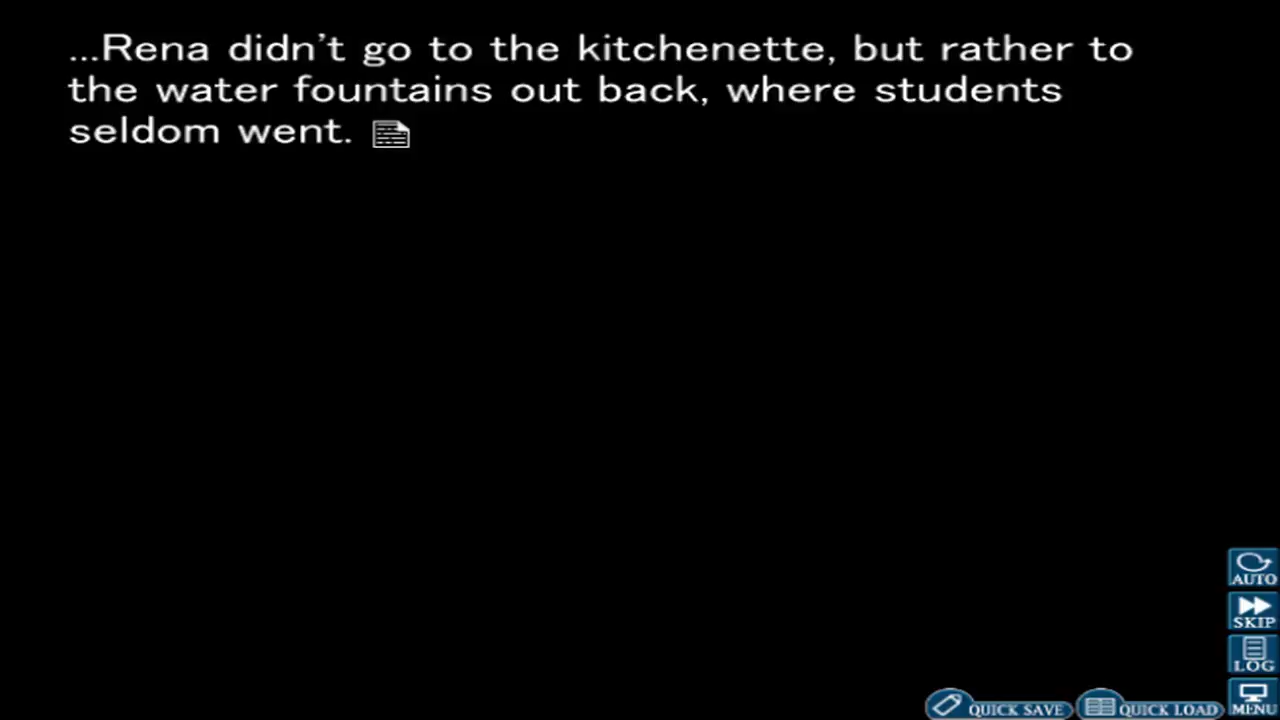 ...Rena didn't go to the kitchenette, but rather to
the water fountains out back, where students
seldom went.
AUTO
SKIP
LOG
QUICK SAVE QUICK LOAD MENU